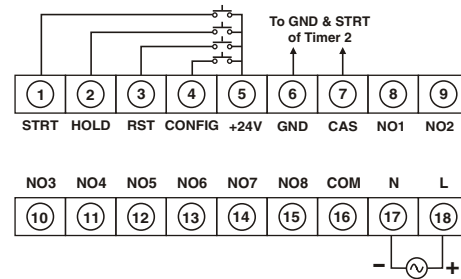 To GND & STRT
of Timer 2
1 2 3 4 5 6 7 8 9
STRT HOLD RST CONFIG +24V GND CAS NO1 NO2
NO3 NO4 NO5 NO6 NO7 NO8 COM N L
10 11 12 13 14 15 16 17 18
− +